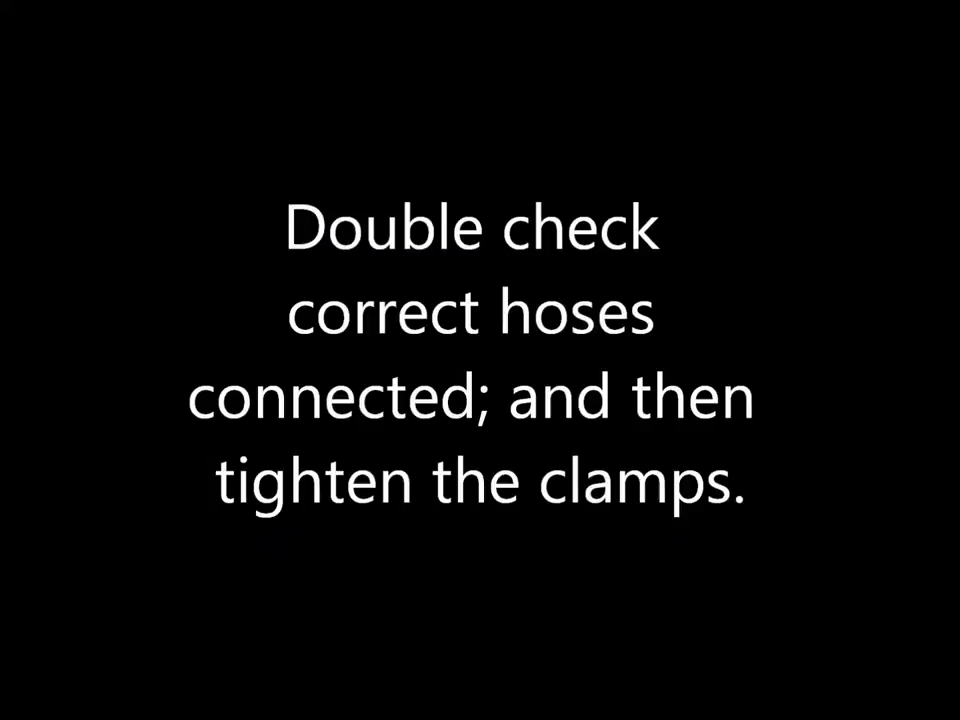 Double check
correct hoses
connected; and then
tighten the clamps.